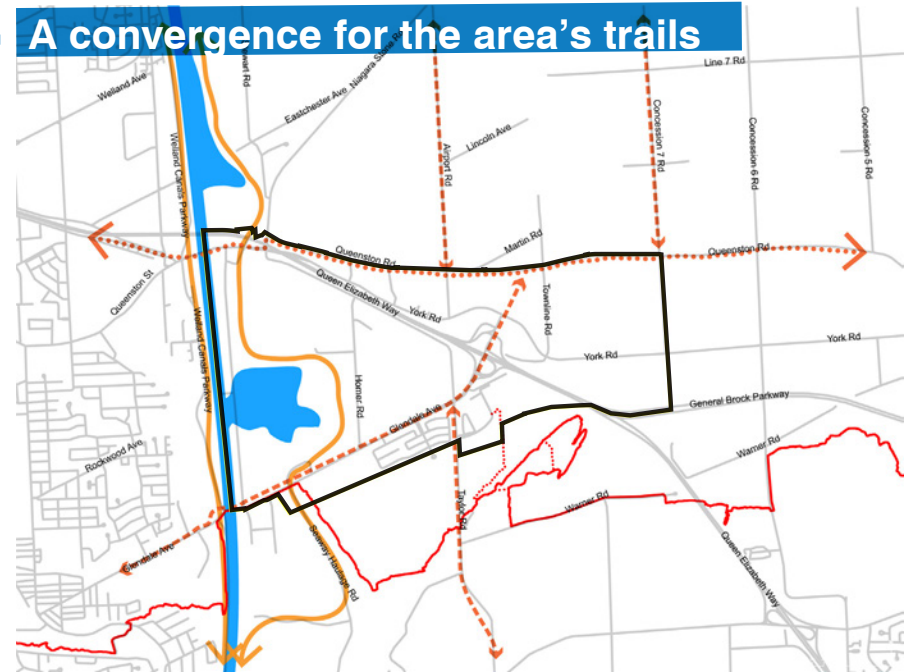 A convergence for the area's trails
Line 7 Rd
Welland Ave
Niagara Stone Rd
Eastchester Ave
Concession 7 Rd
Concession 6 Rd
Concession 5 Rd
Lincoln Ave
Airport Rd
Welland Canals Parkway
Martin Rd
Queenston Rd
Queenston Rd
Queenston St
Queen Elizabeth Way
York Rd
Townline Rd
York Rd
York Rd
Welland Canals Parkway
Homer Rd
General Brock Parkway
Glendale Ave
Rockwood Ave
Warner Rd
Warner Rd
Taylor Rd
Glendale Ave
Seaway Haulage Rd
Queen Elizabeth Way